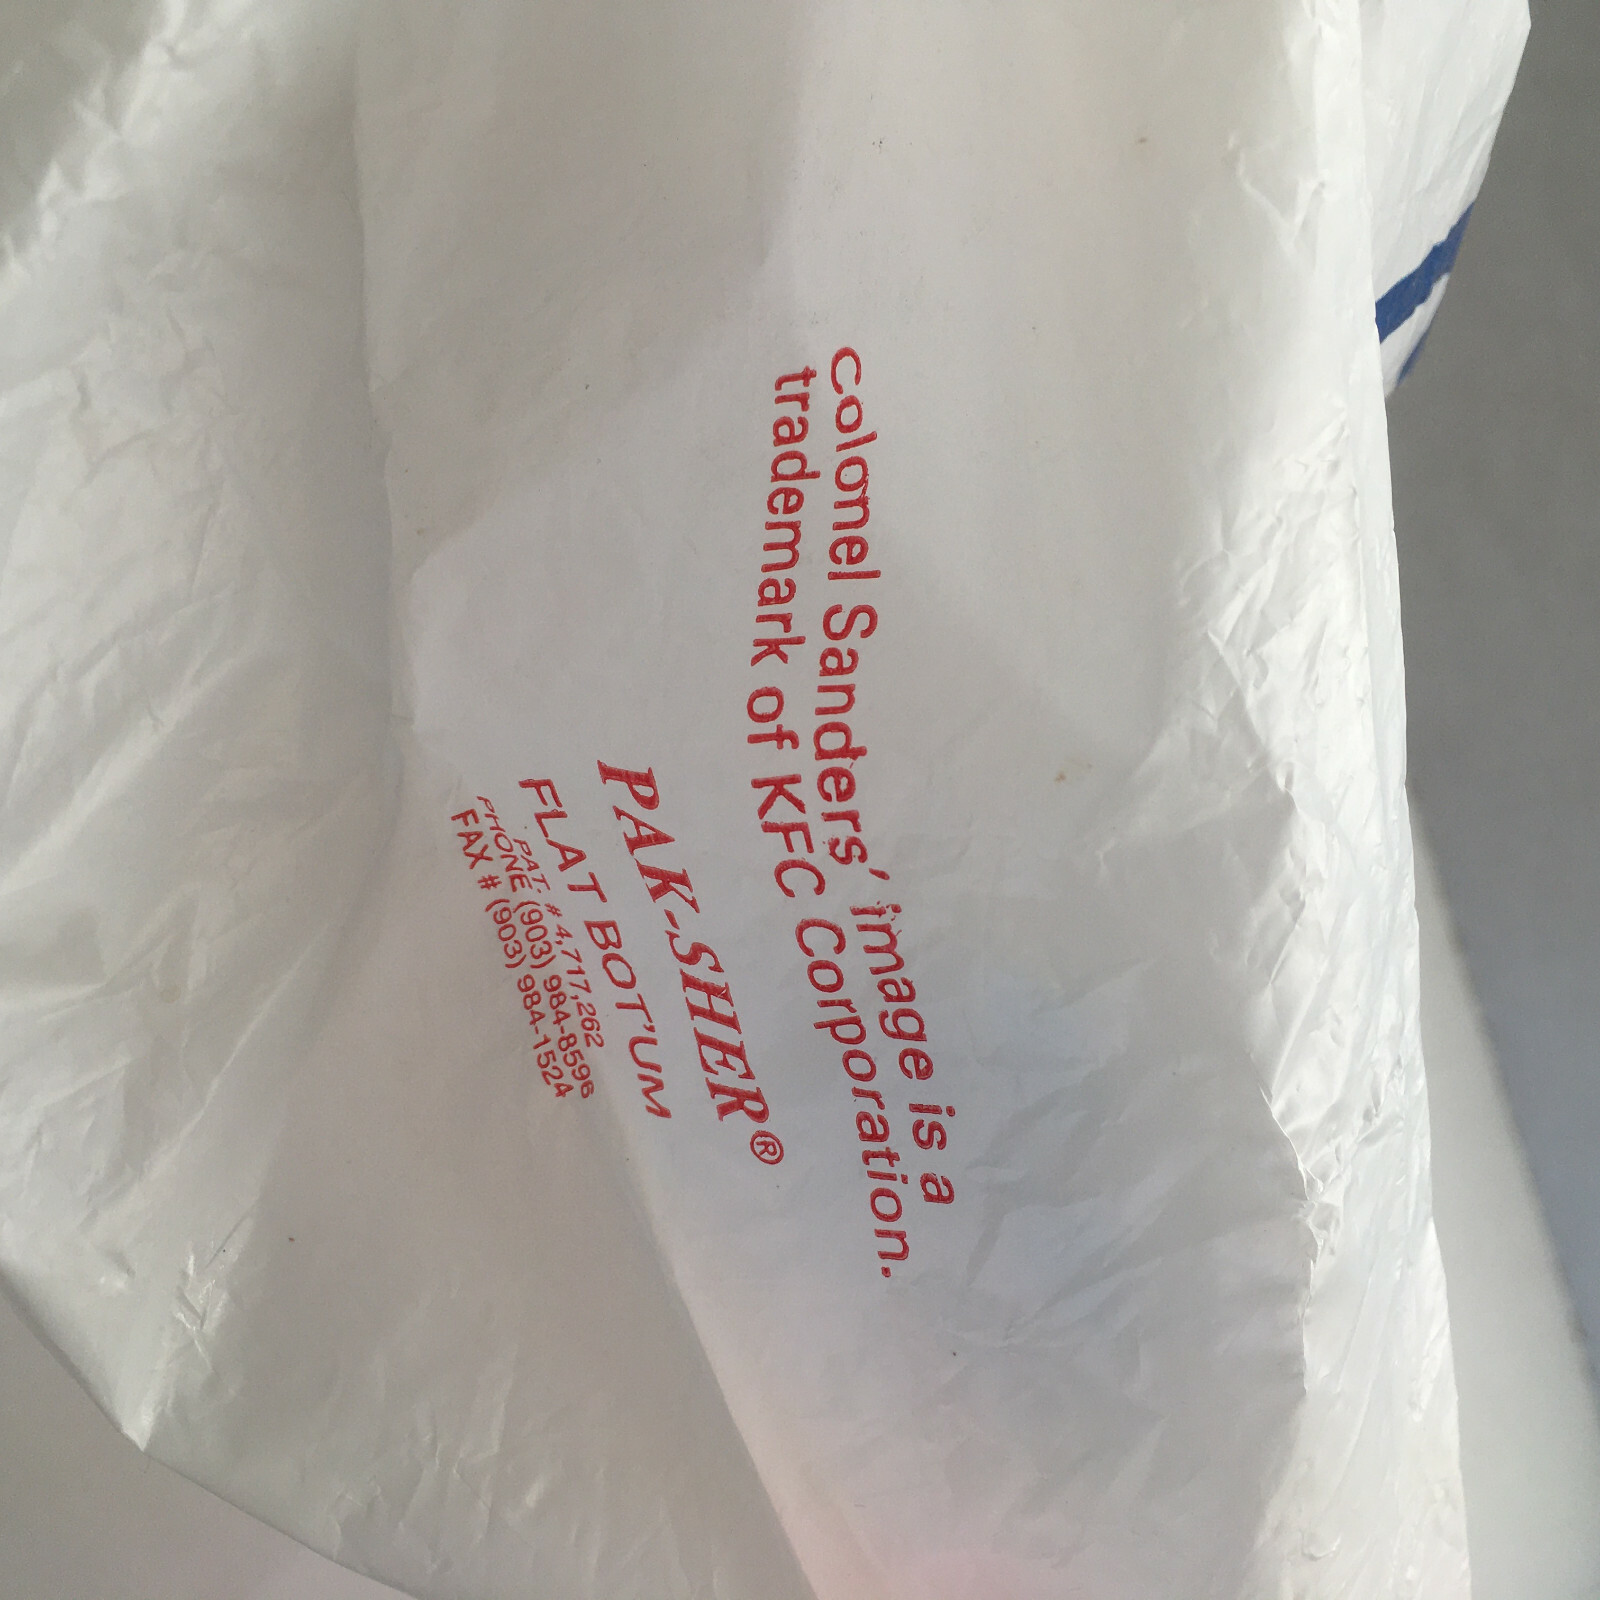 Colonel Sanders' image is a
trademark of KFC Corporation.
PAK-SHER®
FLAT BOT'UM
PAT. # 4,717,262
PHONE (903) 984-8596
FAX # (903) 984-1524